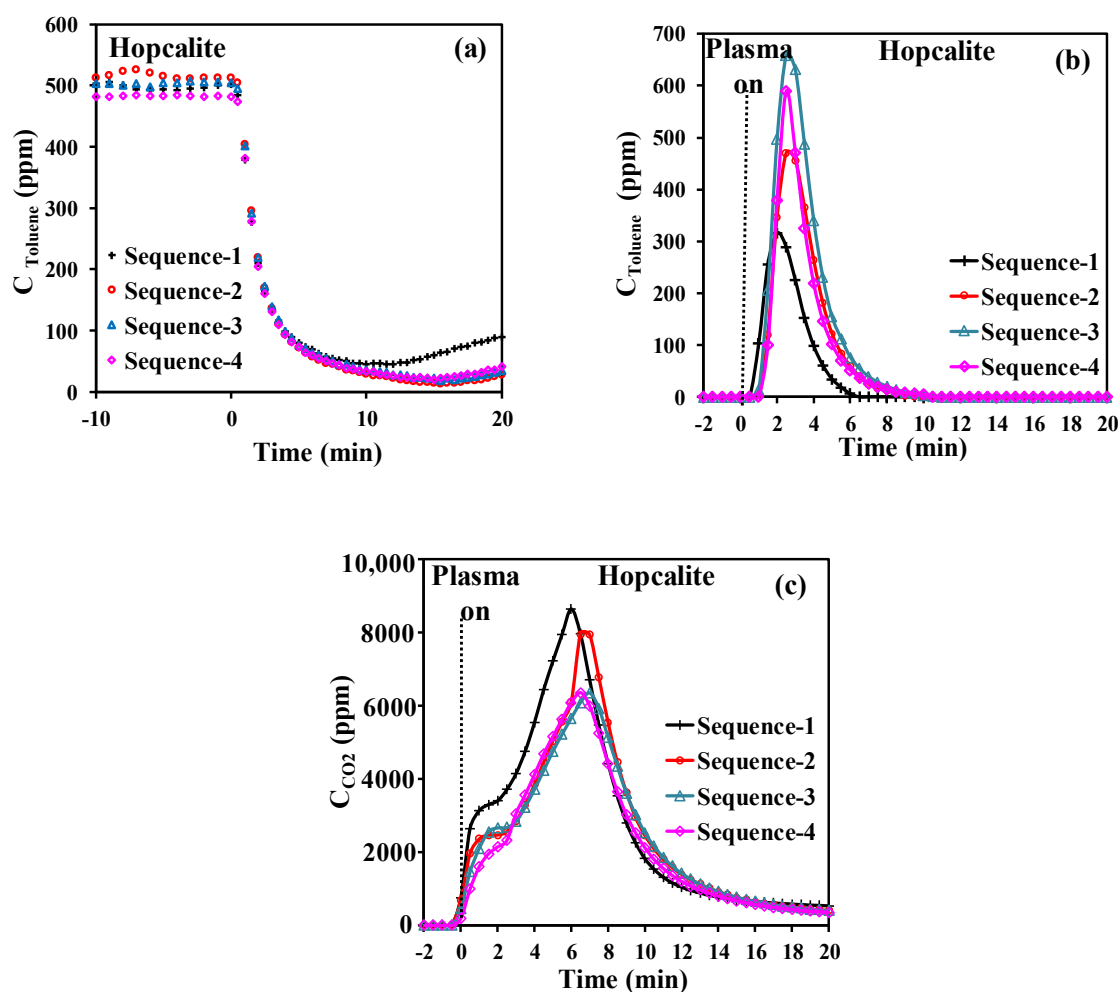 Hopcalite
(a)
600
500
400
300
200
100
0
C Toluene (ppm)
Sequence-1
Sequence-2
Sequence-3
Sequence-4
-10 0 10 20
Time (min)
Plasma on
Hopcalite
(b)
700
600
500
400
300
200
100
0
C Toluene (ppm)
Sequence-1
Sequence-2
Sequence-3
Sequence-4
-2 0 2 4 6 8 10 12 14 16 18 20
Time (min)
Plasma on
Hopcalite
(c)
10,000
8000
6000
4000
2000
0
CCO2 (ppm)
Sequence-1
Sequence-2
Sequence-3
Sequence-4
-2 0 2 4 6 8 10 12 14 16 18 20
Time (min)